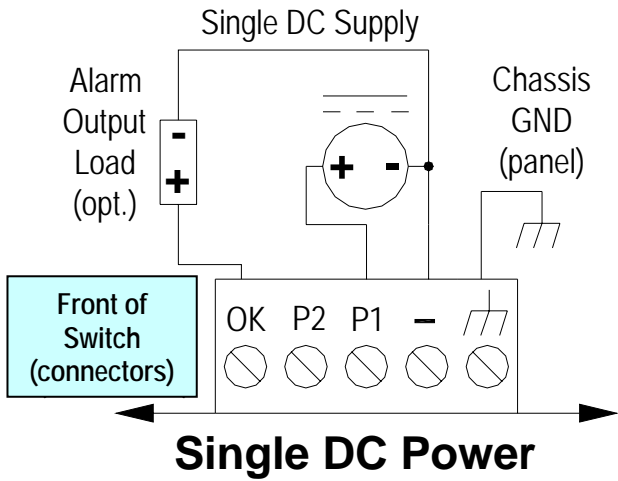 Single DC Supply
Alarm
Output
Load
(opt.)
-
+
+ -
Chassis
GND
(panel)
Front of
Switch
(connectors)
OK P2 P1 –
Single DC Power